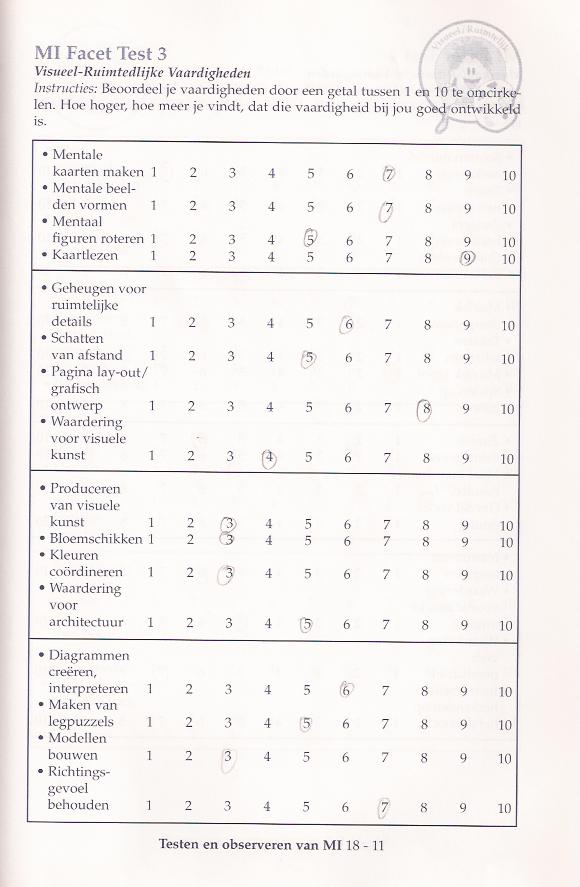 Visueel/Ruimtelijk
MI Facet Test 3
Visueel-Ruimtedlijke Vaardigheden
Instructies: Beoordeel je vaardigheden door een getal tussen 1 en 10 te omcirke-
len. Hoe hoger, hoe meer je vindt, dat die vaardigheid bij jou goed ontwikkeld
is.
• Mentale
kaarten maken 1 2 3 4 5 6 7 8 9 10
• Mentale beel-
den vormen 1 2 3 4 5 6 7 8 9 10
• Mentaal
figuren roteren 1 2 3 4 5 6 7 8 9 10
• Kaartlezen 1 2 3 4 5 6 7 8 9 10
• Geheugen voor
ruimtelijke
details 1 2 3 4 5 6 7 8 9 10
• Schatten
van afstand 1 2 3 4 5 6 7 8 9 10
• Pagina lay-out/
grafisch
ontwerp 1 2 3 4 5 6 7 8 9 10
• Waardering
voor visuele
kunst 1 2 3 4 5 6 7 8 9 10
• Produceren
van visuele
kunst 1 2 3 4 5 6 7 8 9 10
• Bloemschikken 1 2 3 4 5 6 7 8 9 10
• Kleuren
coördineren 1 2 3 4 5 6 7 8 9 10
• Waardering
voor
architectuur 1 2 3 4 5 6 7 8 9 10
• Diagrammen
creëren,
interpreteren 1 2 3 4 5 6 7 8 9 10
• Maken van
legpuzzels 1 2 3 4 5 6 7 8 9 10
• Modellen
bouwen 1 2 3 4 5 6 7 8 9 10
• Richtings-
gevoel
behouden 1 2 3 4 5 6 7 8 9 10
Testen en observeren van MI 18 - 11